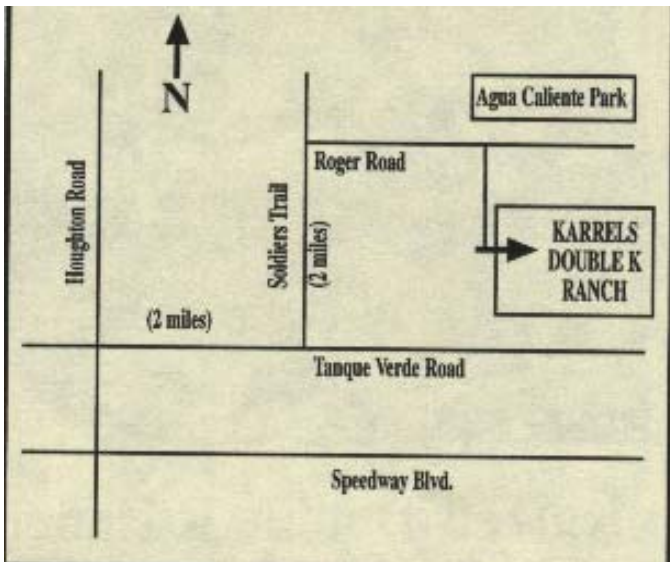 N
Agua Caliente Park
Roger Road
Houghton Road
Soldiers Trail
(2 miles)
KARRELS
DOUBLE K
RANCH
(2 miles)
Tanque Verde Road
Speedway Blvd.